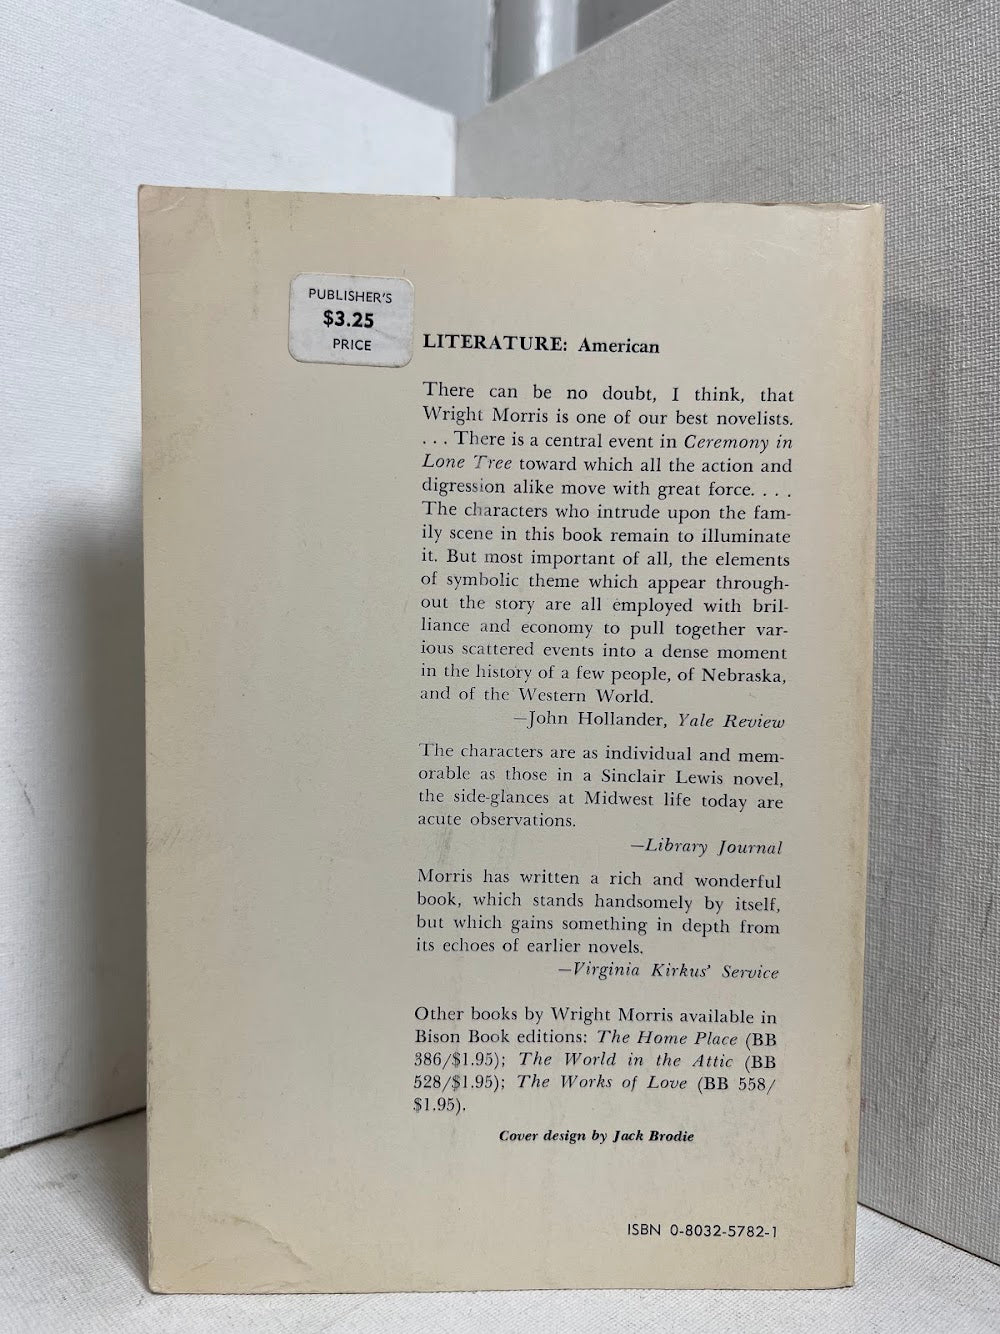 PUBLISHER'S
$3.25
PRICE
LITERATURE: American
There can be no doubt, I think, that
Wright Morris is one of our best novelists.
. . . There is a central event in Ceremony in
Lone Tree toward which all the action and
digression alike move with great force. . . .
The characters who intrude upon the fam-
ily scene in this book remain to illuminate
it. But most important of all, the elements
of symbolic theme which appear through-
out the story are all employed with bril-
liance and economy to pull together var-
ious scattered events into a dense moment
in the history of a few people, of Nebraska,
and of the Western World.
—John Hollander, Yale Review
The characters are as individual and mem-
orable as those in a Sinclair Lewis novel,
the side-glances at Midwest life today are
acute observations.
—Library Journal
Morris has written a rich and wonderful
book, which stands handsomely by itself,
but which gains something in depth from
its echoes of earlier novels.
—Virginia Kirkus' Service
Other books by Wright Morris available in
Bison Book editions: The Home Place (BB
386/$1.95); The World in the Attic (BB
528/$1.95); The Works of Love (BB 558/
$1.95).
Cover design by Jack Brodie
ISBN 0-8032-5782-1